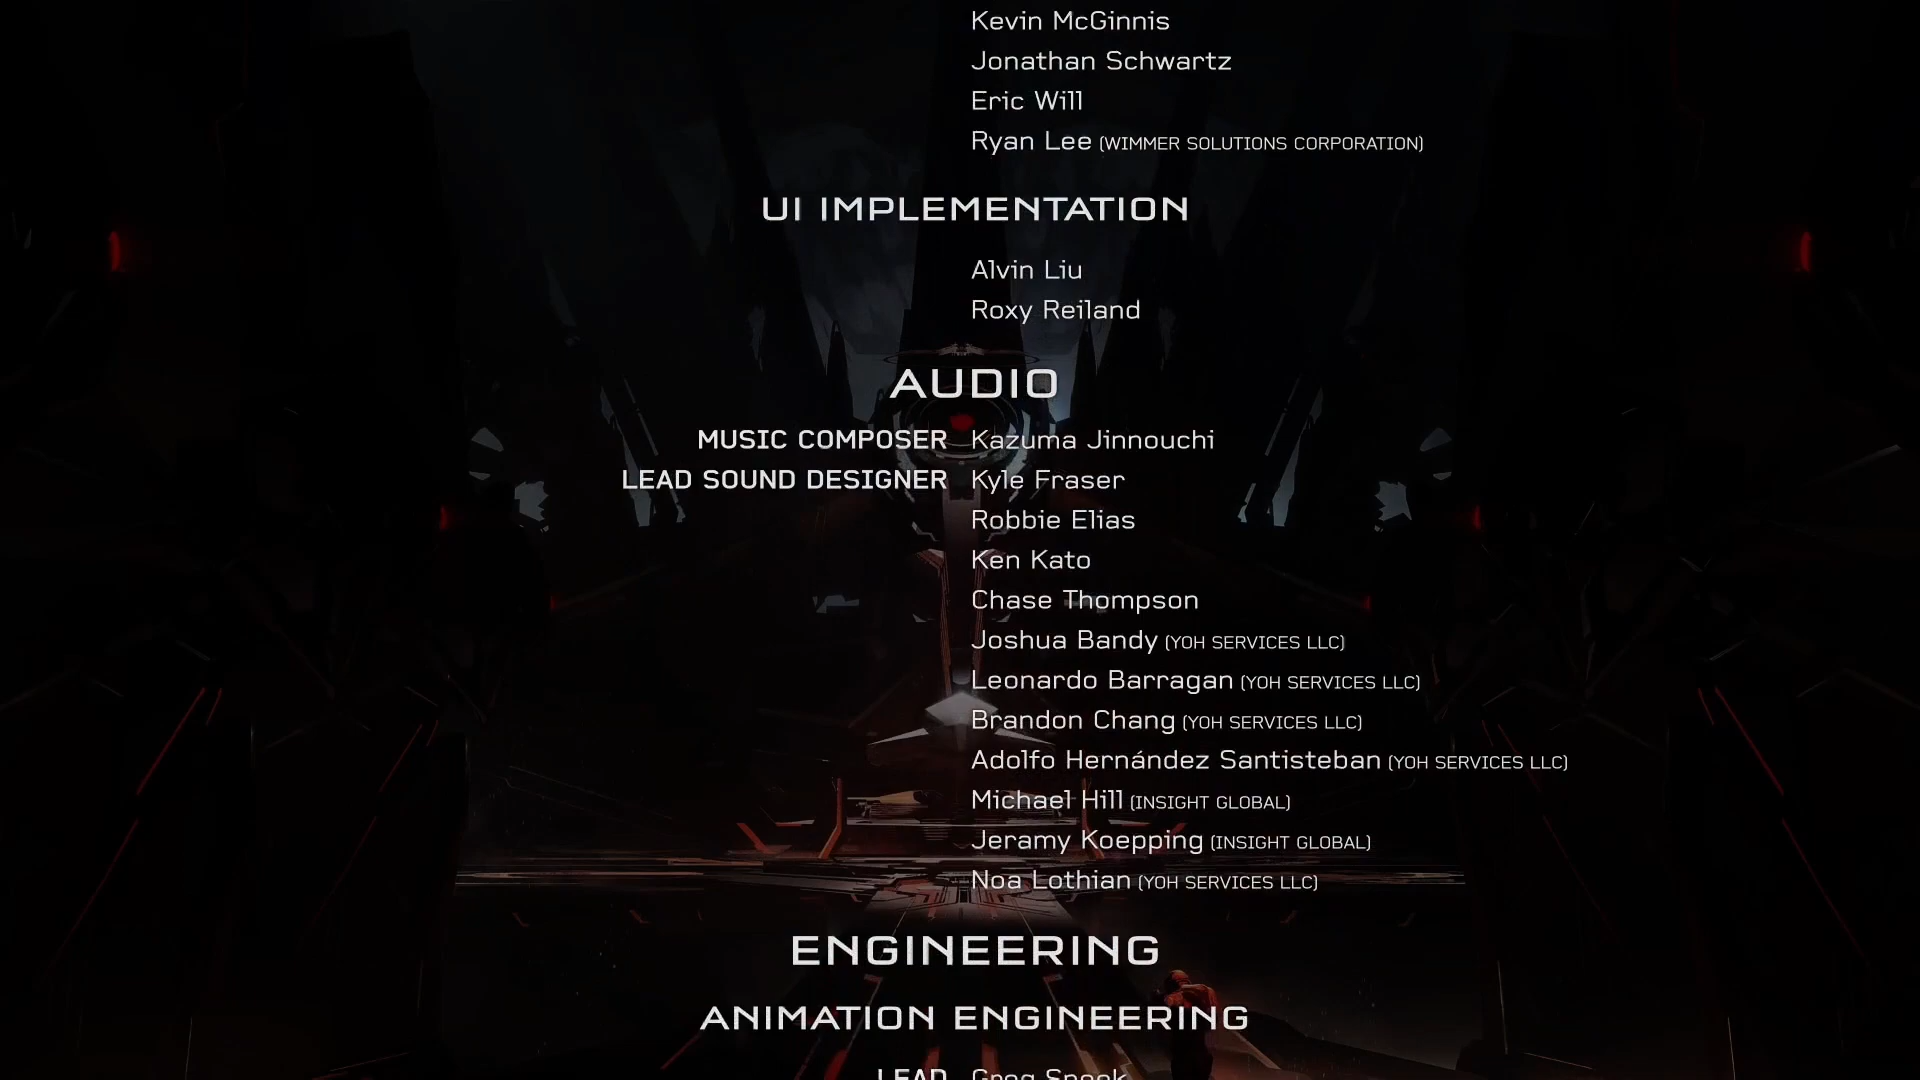 Kevin McGinnis
Jonathan Schwartz
Eric Will
Ryan Lee (WIMMER SOLUTIONS CORPORATION)
UI IMPLEMENTATION
Alvin Liu
Roxy Reiland
AUDIO
MUSIC COMPOSER Kazuma Jinnouchi
LEAD SOUND DESIGNER Kyle Fraser
Robbie Elias
Ken Kato
Chase Thompson
Joshua Bandy (YOH SERVICES LLC)
Leonardo Barragan (YOH SERVICES LLC)
Brandon Chang (YOH SERVICES LLC)
Adolfo Hernández Santisteban (YOH SERVICES LLC)
Michael Hill (INSIGHT GLOBAL)
Jeramy Koepping (INSIGHT GLOBAL)
Noa Lothian (YOH SERVICES LLC)
ENGINEERING
ANIMATION ENGINEERING
LEAD Greg Snook